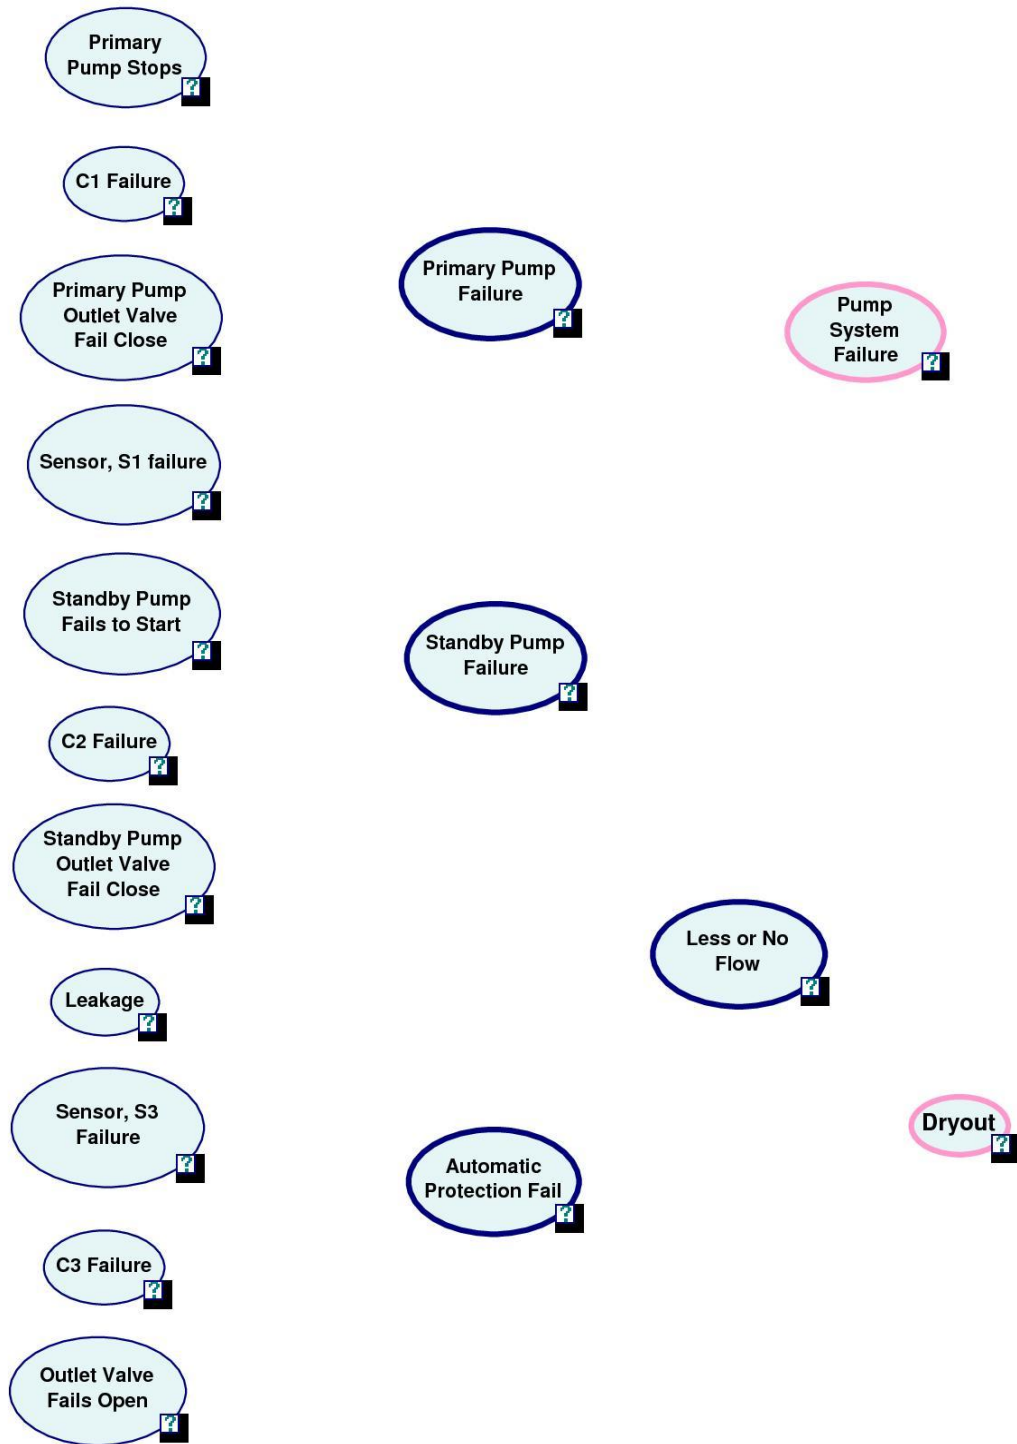 Primary
Pump Stops
?
C1 Failure
?
Primary Pump
Outlet Valve
Fail Close
?
Primary Pump
Failure
?
Pump
System
Failure
?
Sensor, S1 failure
?
Standby Pump
Fails to Start
?
Standby Pump
Failure
?
C2 Failure
?
Standby Pump
Outlet Valve
Fail Close
?
Less or No
Flow
?
Leakage
?
Sensor, S3
Failure
?
Dryout
?
Automatic
Protection Fail
?
C3 Failure
?
Outlet Valve
Fails Open
?